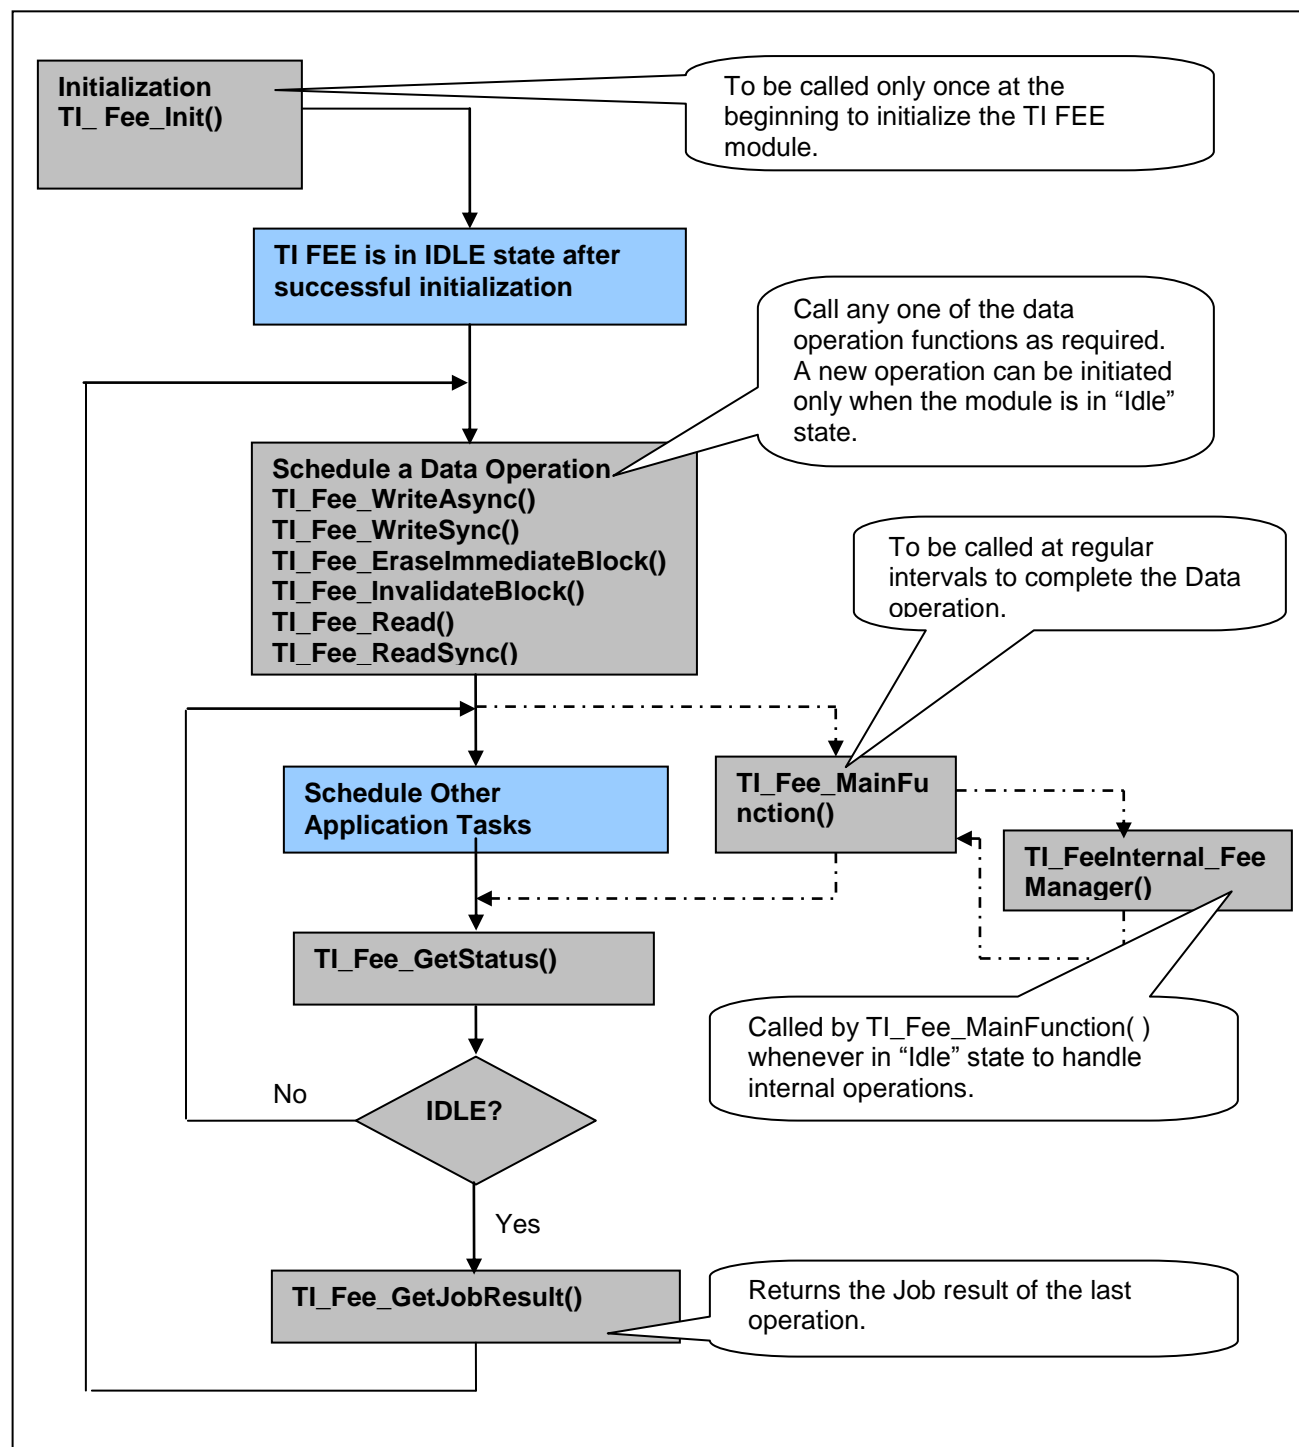 Initialization
TI_ Fee_Init()
To be called only once at the
beginning to initialize the TI FEE
module.
TI FEE is in IDLE state after
successful initialization
Call any one of the data
operation functions as required.
A new operation can be initiated
only when the module is in “Idle”
state.
Schedule a Data Operation
TI_Fee_WriteAsync()
TI_Fee_WriteSync()
TI_Fee_EraseImmediateBlock()
TI_Fee_InvalidateBlock()
TI_Fee_Read()
TI_Fee_ReadSync()
To be called at regular
intervals to complete the Data
operation.
Schedule Other
Application Tasks
TI_Fee_MainFu
nction()
TI_FeeInternal_Fee
Manager()
TI_Fee_GetStatus()
Called by TI_Fee_MainFunction( )
whenever in “Idle” state to handle
internal operations.
No
IDLE?
Yes
TI_Fee_GetJobResult()
Returns the Job result of the last
operation.